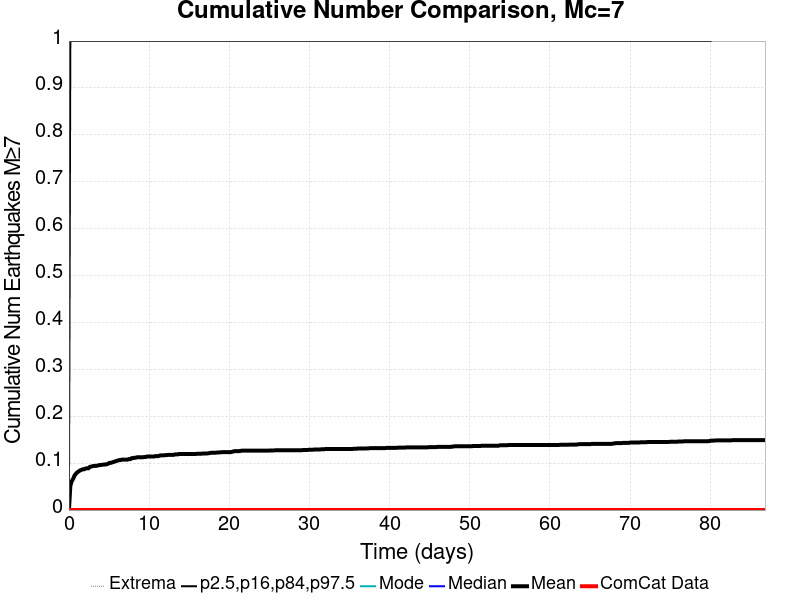 Cumulative Number Comparison, Mc=7
Cumulative Num Earthquakes M≥7
1
0.9
0.8
0.7
0.6
0.5
0.4
0.3
0.2
0.1
0
0 10 20 30 40 50 60 70 80
Time (days)
Extrema p2.5,p16,p84,p97.5 Mode Median Mean ComCat Data